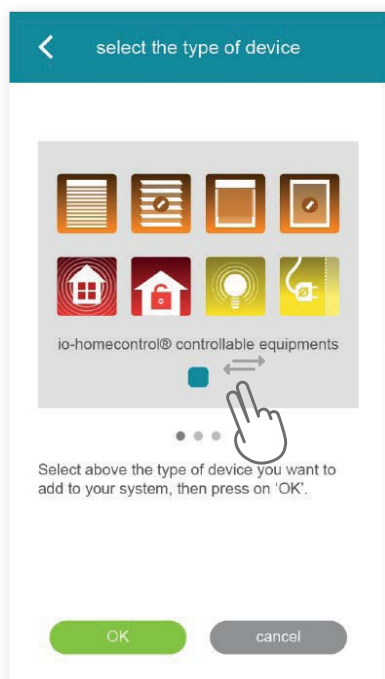 select the type of device
io-homecontrol® controllable equipments
Select above the type of device you want to
add to your system, then press on ‘OK’.
OK
cancel